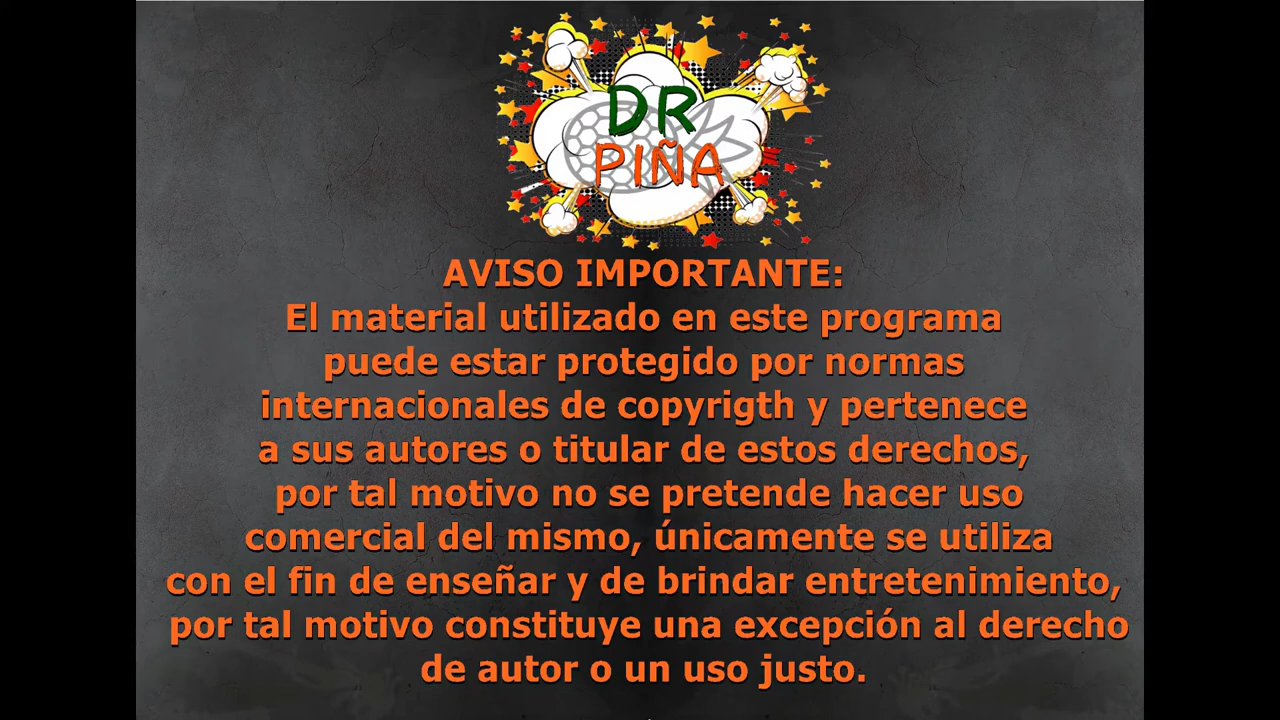 DR
PIÑA
AVISO IMPORTANTE:
El material utilizado en este programa
puede estar protegido por normas
internacionales de copyrigth y pertenece
a sus autores o titular de estos derechos,
por tal motivo no se pretende hacer uso
comercial del mismo, únicamente se utiliza
con el fin de enseñar y de brindar entretenimiento,
por tal motivo constituye una excepción al derecho
de autor o un uso justo.